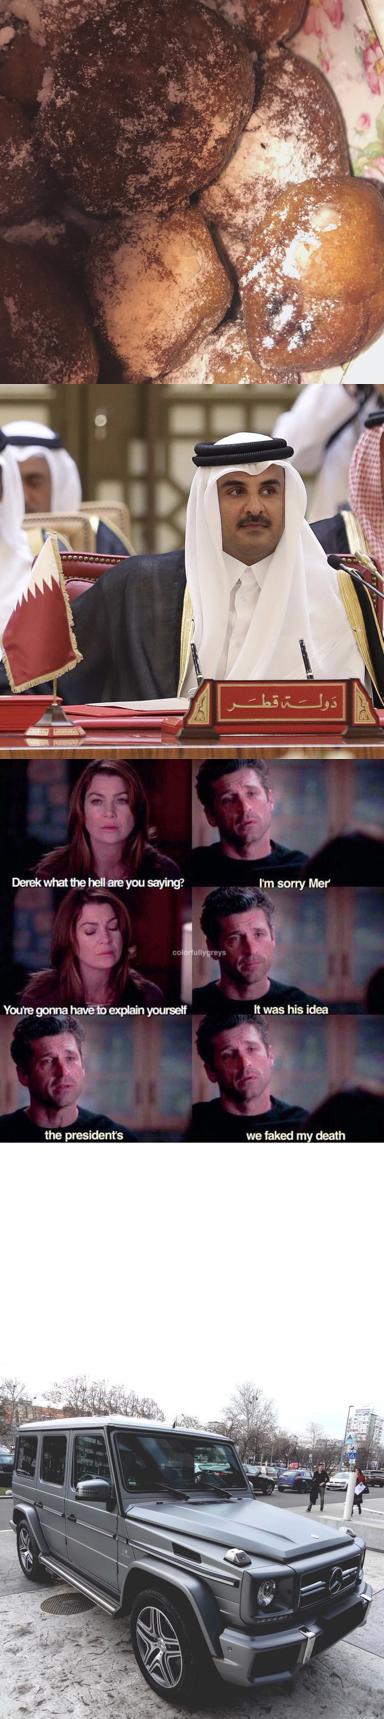 دولة قطر
Derek what the hell are you saying?
I'm sorry Mer'
colorfullygreys
You're gonna have to explain yourself
It was his idea
the president's
we faked my death